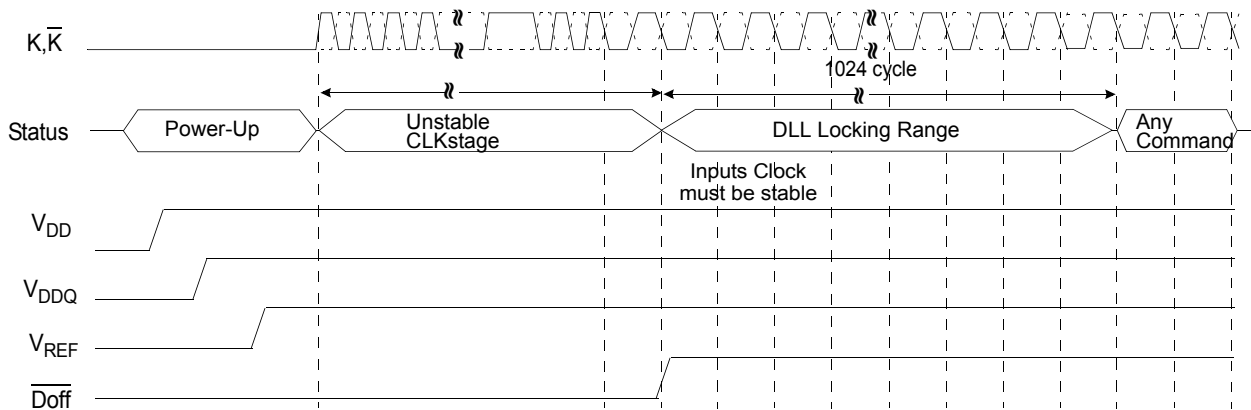 K,K̅
1024 cycle
Status
Power-Up
Unstable
CLKstage
DLL Locking Range
Any
Command
Inputs Clock
must be stable
VDD
VDDQ
VREF
D̅o̅f̅f̅